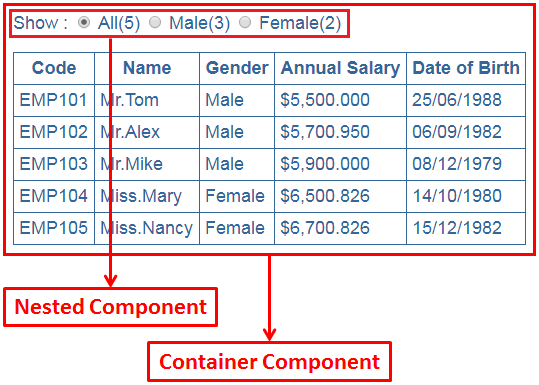 Show : All(5) Male(3) Female(2)
Code Name Gender Annual Salary Date of Birth
EMP101 Mr.Tom Male $5,500.000 25/06/1988
EMP102 Mr.Alex Male $5,700.950 06/09/1982
EMP103 Mr.Mike Male $5,900.000 08/12/1979
EMP104 Miss.Mary Female $6,500.826 14/10/1980
EMP105 Miss.Nancy Female $6,700.826 15/12/1982
Nested Component
Container Component